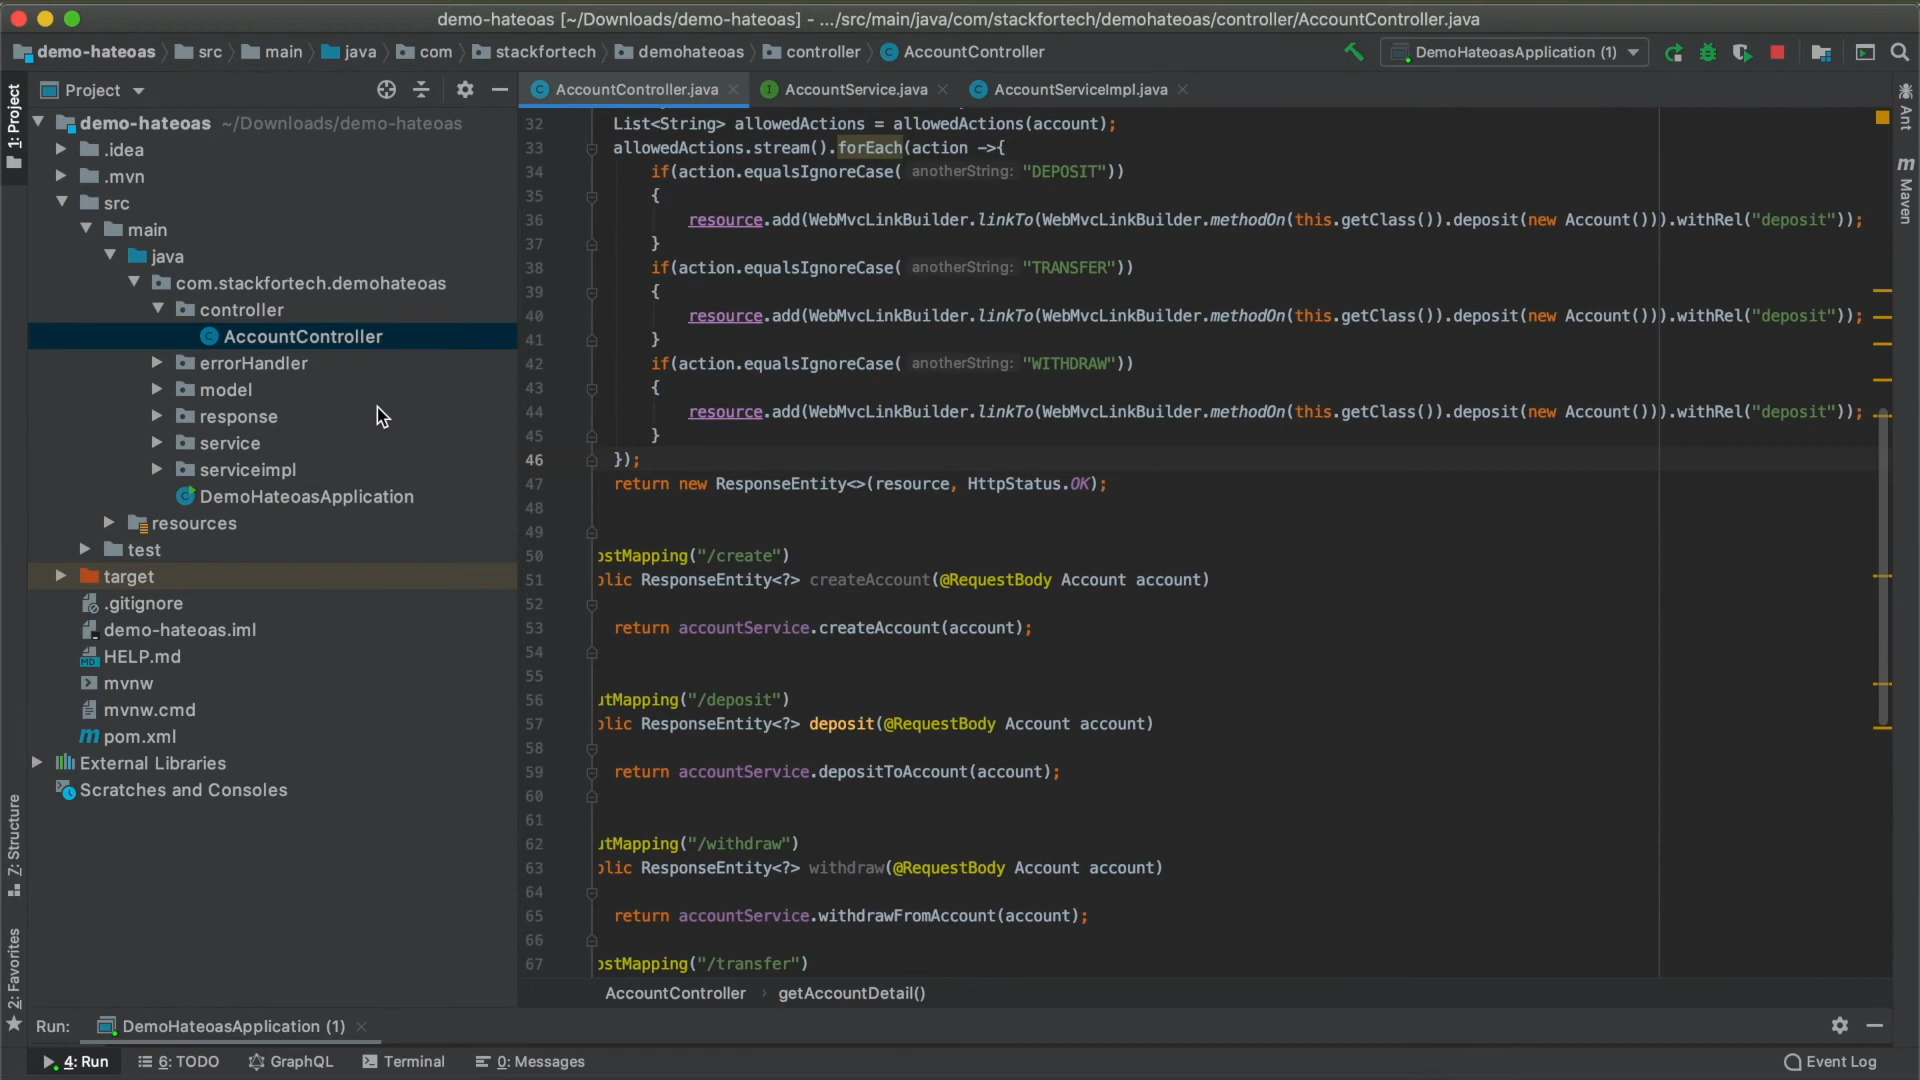 demo-hateoas [~/Downloads/demo-hateoas] - .../src/main/java/com/stackfortech/demohateoas/controller/AccountController.java
demo-hateoas src main java com stackfortech demohateoas controller AccountController
DemoHateoasApplication (1)
1: Project
Project
AccountController.java
AccountService.java
AccountServiceImpl.java
Ant
Maven
demo-hateoas ~/Downloads/demo-hateoas
.idea
.mvn
src
main
java
com.stackfortech.demohateoas
controller
AccountController
errorHandler
model
response
service
serviceimpl
DemoHateoasApplication
resources
test
target
.gitignore
demo-hateoas.iml
HELP.md
mvnw
mvnw.cmd
pom.xml
External Libraries
Scratches and Consoles
7: Structure
2: Favorites
32 List<String> allowedActions = allowedActions(account);
33 allowedActions.stream().forEach(action ->{
34 if(action.equalsIgnoreCase( anotherString: "DEPOSIT"))
35 {
36 resource.add(WebMvcLinkBuilder.linkTo(WebMvcLinkBuilder.methodOn(this.getClass()).deposit(new Account())).withRel("deposit"));
37 }
38 if(action.equalsIgnoreCase( anotherString: "TRANSFER"))
39 {
40 resource.add(WebMvcLinkBuilder.linkTo(WebMvcLinkBuilder.methodOn(this.getClass()).deposit(new Account())).withRel("deposit"));
41 }
42 if(action.equalsIgnoreCase( anotherString: "WITHDRAW"))
43 {
44 resource.add(WebMvcLinkBuilder.linkTo(WebMvcLinkBuilder.methodOn(this.getClass()).deposit(new Account())).withRel("deposit"));
45 }
46 });
47 return new ResponseEntity<>(resource, HttpStatus.OK);
48
49
50 ostMapping("/create")
51 blic ResponseEntity<?> createAccount(@RequestBody Account account)
52
53 return accountService.createAccount(account);
54
55
56 utMapping("/deposit")
57 blic ResponseEntity<?> deposit(@RequestBody Account account)
58
59 return accountService.depositToAccount(account);
60
61
62 utMapping("/withdraw")
63 blic ResponseEntity<?> withdraw(@RequestBody Account account)
64
65 return accountService.withdrawFromAccount(account);
66
67 ostMapping("/transfer")
AccountController › getAccountDetail()
Run: DemoHateoasApplication (1)
4: Run 6: TODO GraphQL Terminal 0: Messages Event Log